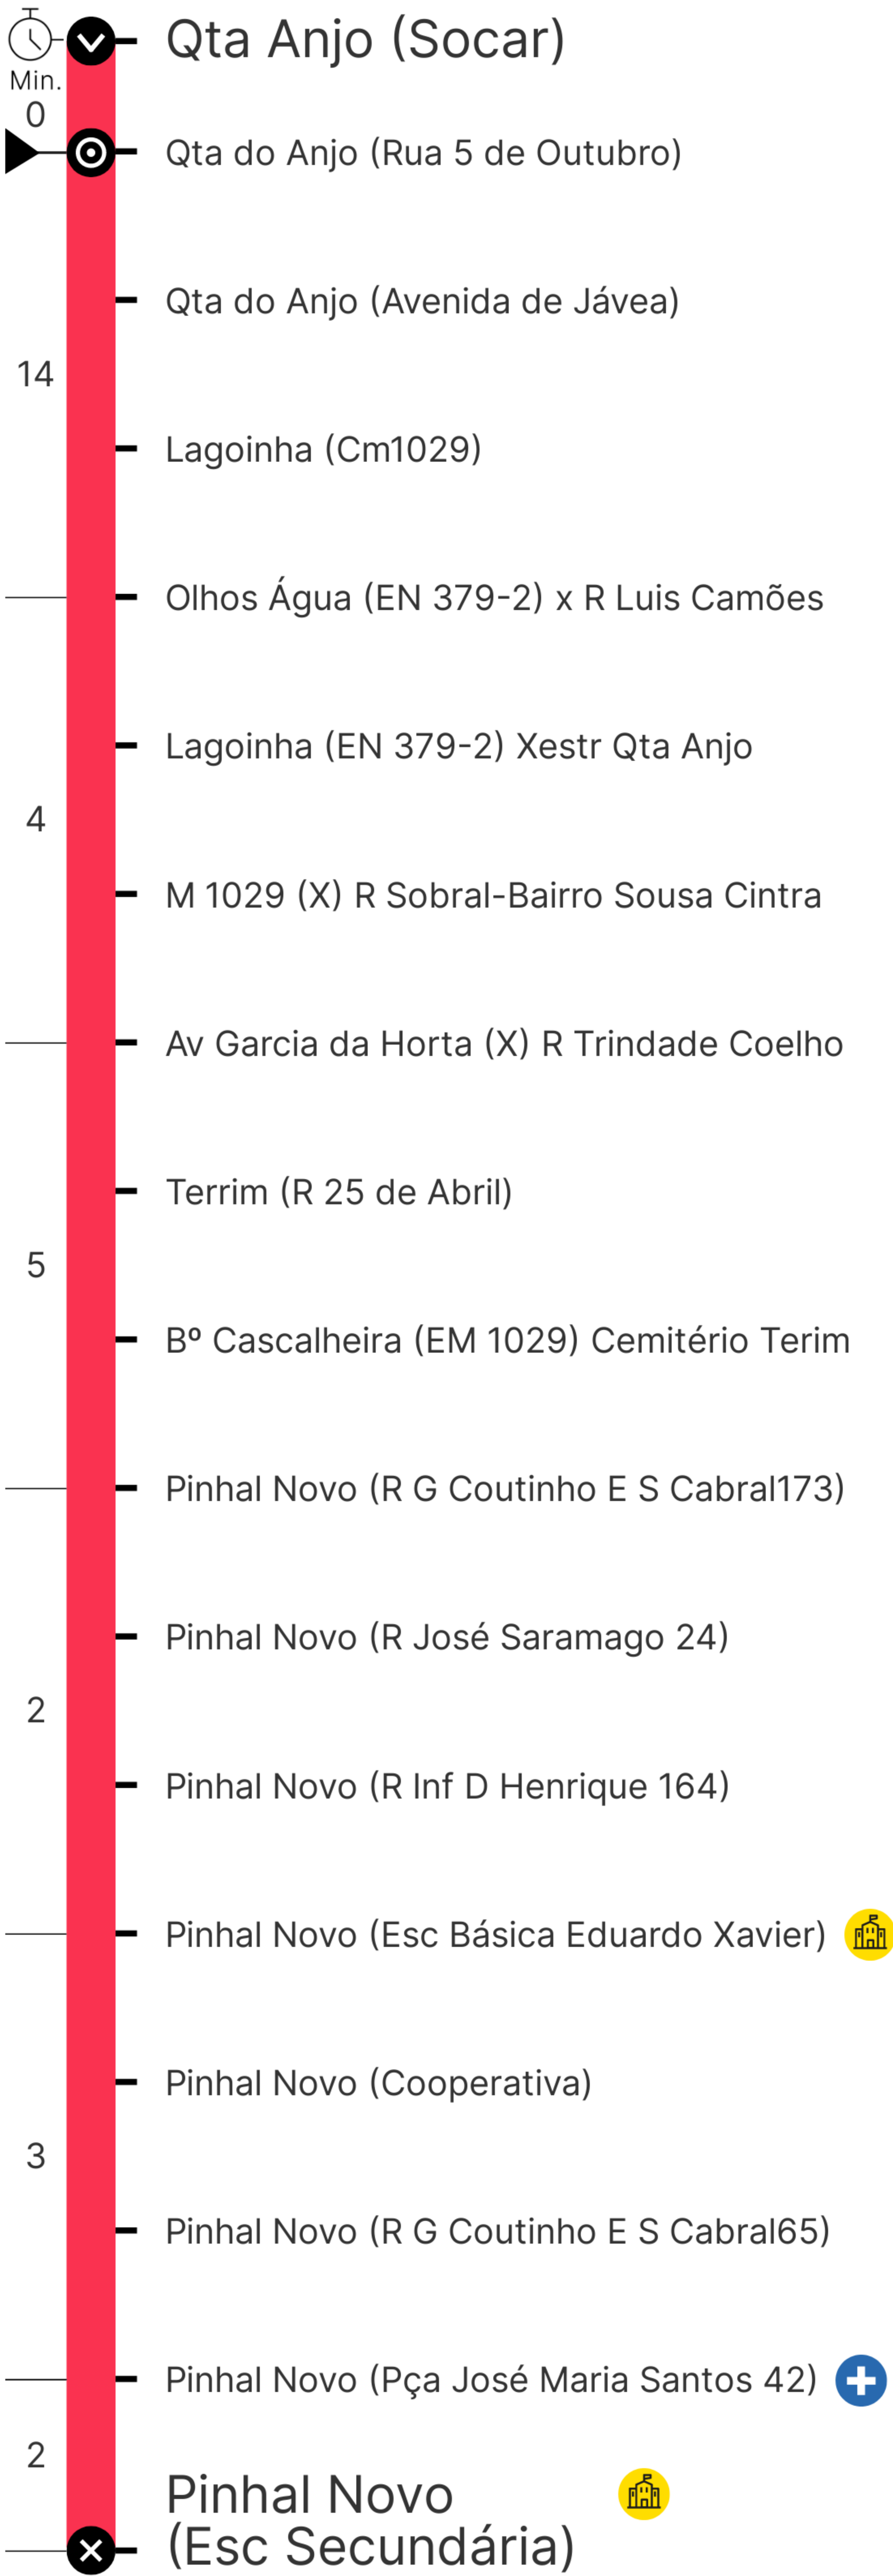 Qta Anjo (Socar)
Min.
0
Qta do Anjo (Rua 5 de Outubro)
Qta do Anjo (Avenida de Jávea)
14
Lagoinha (Cm1029)
Olhos Água (EN 379-2) x R Luis Camões
Lagoinha (EN 379-2) Xestr Qta Anjo
4
M 1029 (X) R Sobral-Bairro Sousa Cintra
Av Garcia da Horta (X) R Trindade Coelho
Terrim (R 25 de Abril)
5
Bº Cascalheira (EM 1029) Cemitério Terim
Pinhal Novo (R G Coutinho E S Cabral173)
Pinhal Novo (R José Saramago 24)
2
Pinhal Novo (R Inf D Henrique 164)
Pinhal Novo (Esc Básica Eduardo Xavier)
Pinhal Novo (Cooperativa)
3
Pinhal Novo (R G Coutinho E S Cabral65)
Pinhal Novo (Pça José Maria Santos 42)
2
Pinhal Novo
(Esc Secundária)